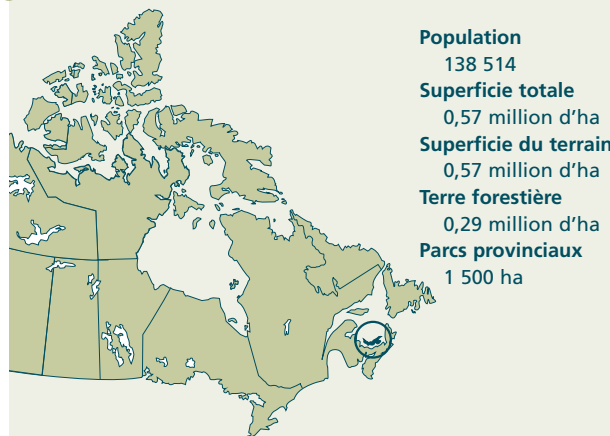 Population
138 514
Superficie totale
0,57 million d’ha
Superficie du terrain
0,57 million d’ha
Terre forestière
0,29 million d’ha
Parcs provinciaux
1 500 ha